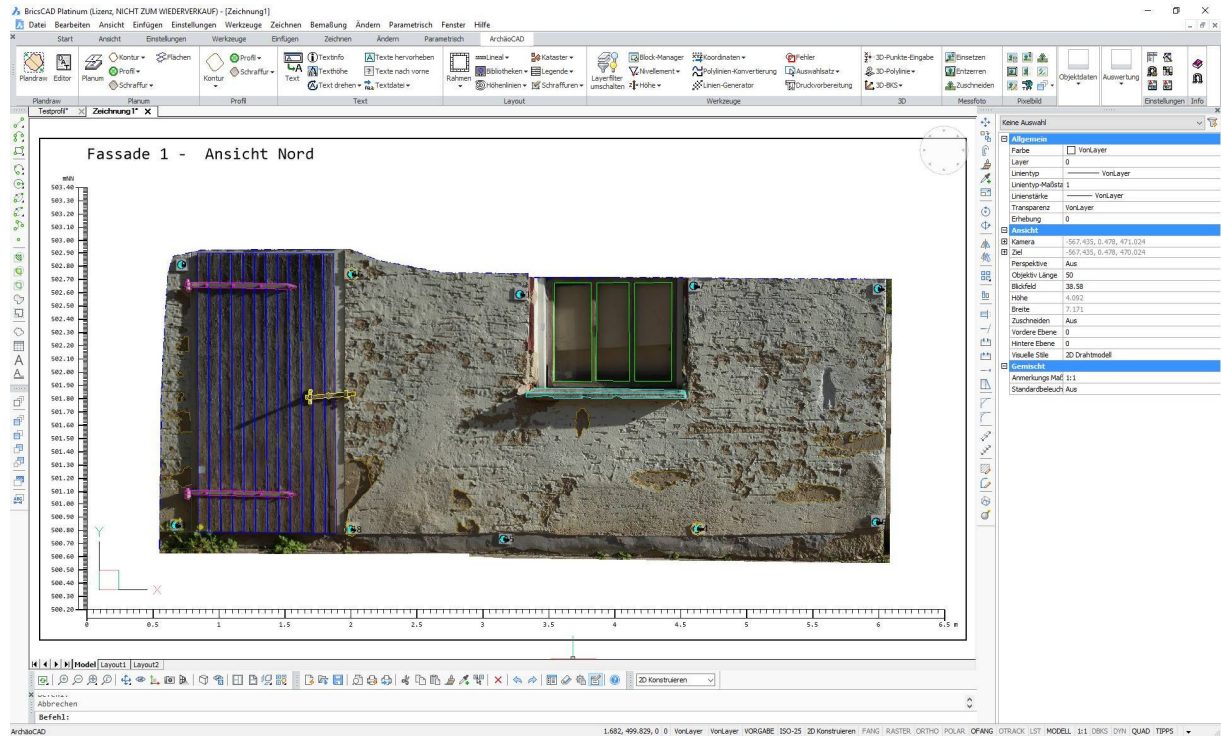 BricsCAD Platinum (Lizenz, NICHT ZUM WIEDERVERKAUF) - [Zeichnung1]
Datei Bearbeiten Ansicht Einfügen Einstellungen Werkzeuge Zeichnen Bemaßung Ändern Parametrisch Fenster Hilfe
Start Ansicht Einstellungen Werkzeuge Einfügen Zeichnen Ändern Parametrisch ArchäoCAD
Kontur Flächen Profil Textinfo Texte hervorheben Lineal Kataster Block-Manager Koordinaten Fehler 3D-Punkte-Eingabe Einsetzen
Plandraw Editor Planum Profil Kontur Schraffur Text Texthöhe Texte nach vorne Rahmen Bibliotheken Legende Layerfilter umschalten Nivellement Polylinien-Konvertierung Auswahlsatz 3D-Polylinie Entzerren Objektdaten Auswertung
Schraffur Text drehen Textdatei Höhenlinien Schraffuren Höhe Linien-Generator Druckvorbereitung 3D-BKS Zuschneiden
Plandraw Planum Profil Text Layout Werkzeuge 3D Messfoto Pixelbild Einstellungen Info
Testprofil* Zeichnung1*
Fassade 1 - Ansicht Nord
mNN
503.40
503.30
503.20
503.10
503.00
502.90
502.80
502.70
502.60
502.50
502.40
502.30
502.20
502.10
502.00
501.90
501.80
501.70
501.60
501.50
501.40
501.30
501.20
501.10
501.00
500.90
500.80
500.70
500.60
500.50
500.40
500.30
500.20
Y
X
0 0.5 1 1.5 2 2.5 3 3.5 4 4.5 5 5.5 6 6.5 m
Keine Auswahl
Allgemein
Farbe VonLayer
Layer 0
Linientyp VonLayer
Linientyp-Maßsta 1
Linienstärke VonLayer
Transparenz VonLayer
Erhebung 0
Ansicht
Kamera -567.435, 0.478, 471.024
Ziel -567.435, 0.478, 470.024
Perspektive Aus
Objektiv Länge 50
Blickfeld 38.58
Höhe 4.092
Breite 7.171
Zuschneiden Aus
Vordere Ebene 0
Hintere Ebene 0
Visuelle Stile 2D Drahtmodell
Gemischt
Anmerkungs Maß 1:1
Standardbeleuch Aus
Model Layout1 Layout2
2D Konstruieren
Abbrechen
Befehl:
ArchäoCAD 1.682, 499.829, 0 0 VonLayer VonLayer VORGABE ISO-25 2D Konstruieren FANG RASTER ORTHO POLAR OFANG OTRACK LST MODELL 1:1 DBKS DYN QUAD TIPPS